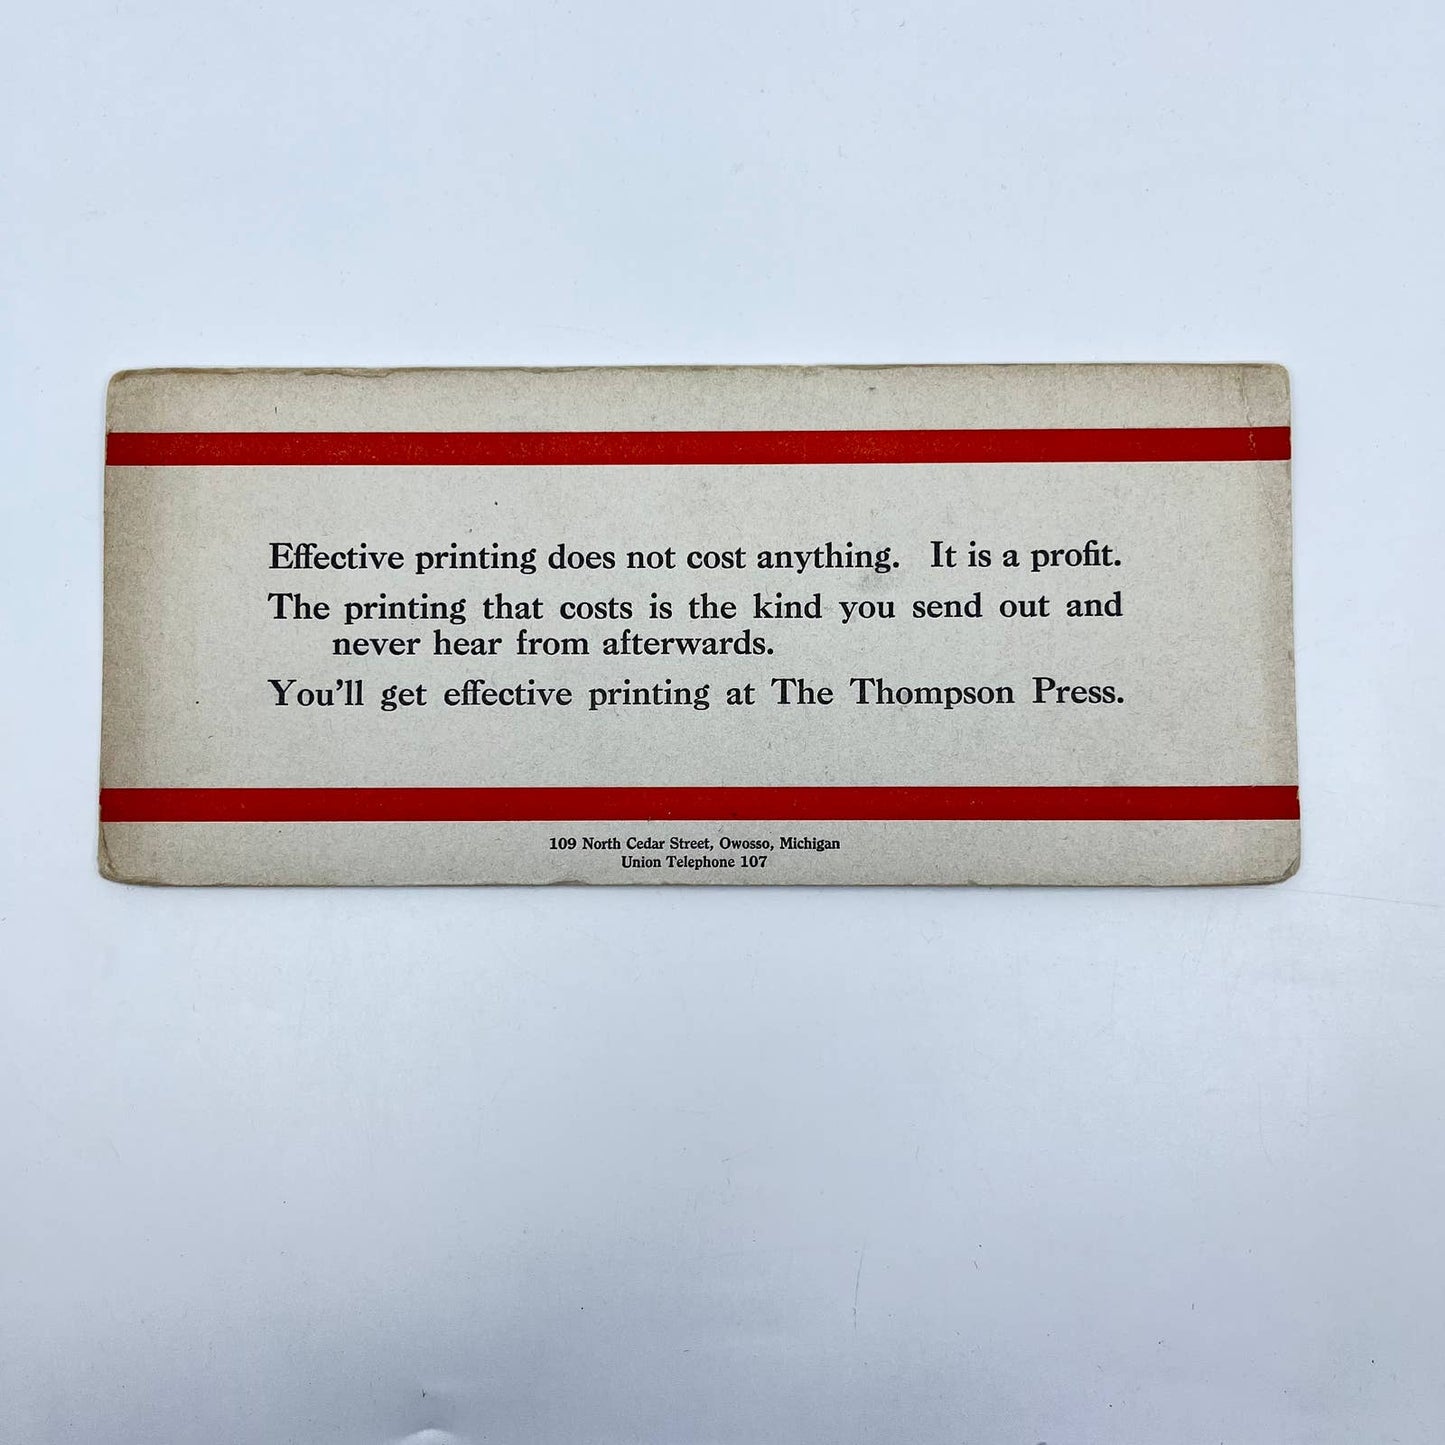 Effective printing does not cost anything. It is a profit.
The printing that costs is the kind you send out and
never hear from afterwards.
You'll get effective printing at The Thompson Press.
109 North Cedar Street, Owosso, Michigan
Union Telephone 107